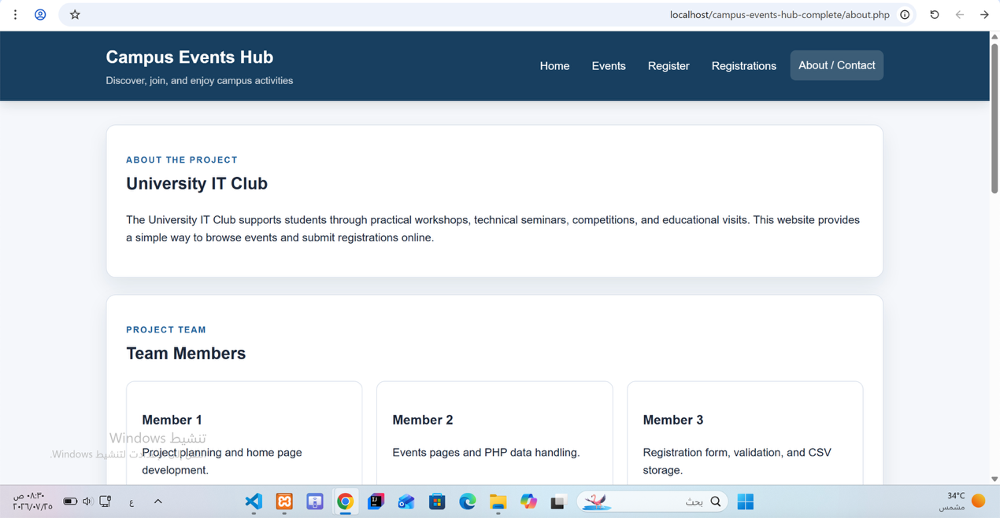 localhost/campus-events-hub-complete/about.php
Campus Events Hub
Discover, join, and enjoy campus activities
Home
Events
Register
Registrations
About / Contact
ABOUT THE PROJECT
University IT Club
The University IT Club supports students through practical workshops, technical seminars, competitions, and educational visits. This website provides
a simple way to browse events and submit registrations online.
PROJECT TEAM
Team Members
Member 1
Project planning and home page
development.
Member 2
Events pages and PHP data handling.
Member 3
Registration form, validation, and CSV
storage.
تنشيط Windows
لتنشيط Windows.
٠٨:٣٠ ص
٢٠٢٦/٠٧/٢٥
ع
بحث
34°C
مشمس